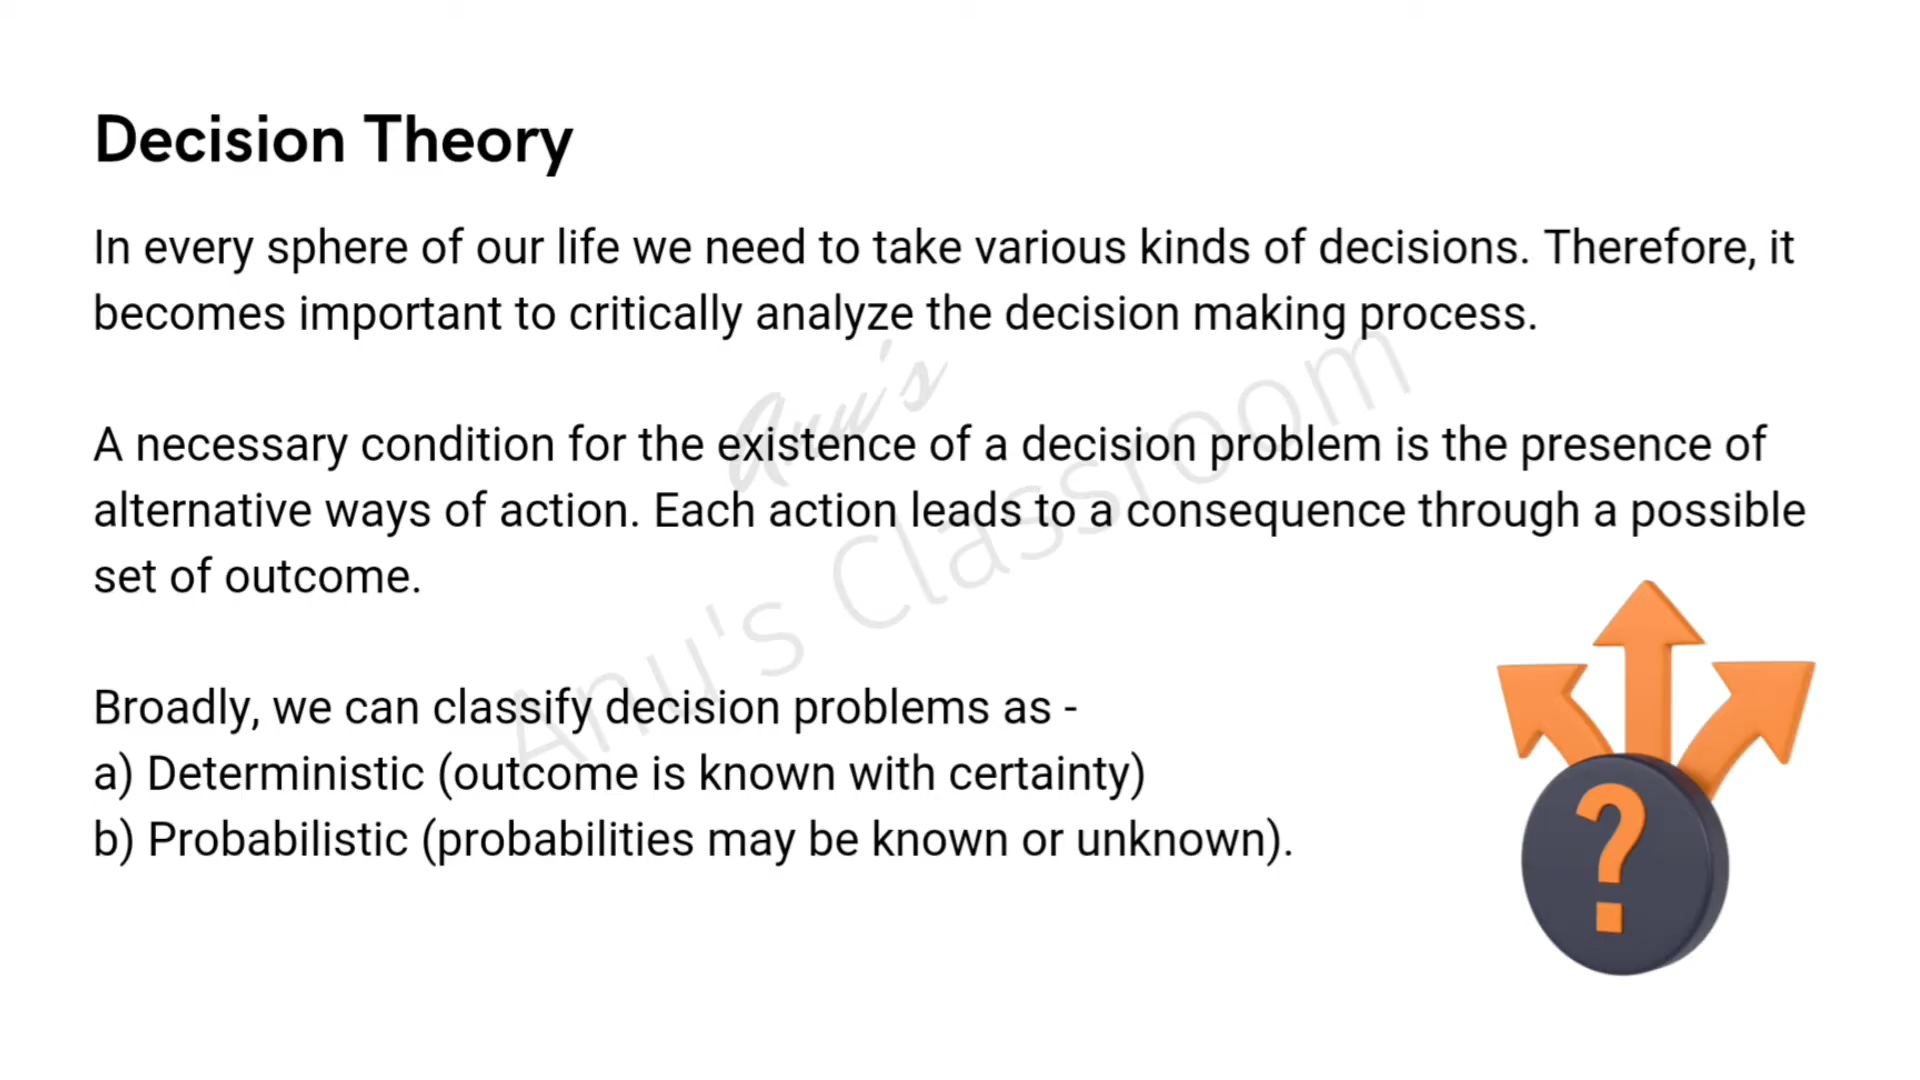 Decision Theory
In every sphere of our life we need to take various kinds of decisions. Therefore, it
becomes important to critically analyze the decision making process.
A necessary condition for the existence of a decision problem is the presence of
alternative ways of action. Each action leads to a consequence through a possible
set of outcome.
Broadly, we can classify decision problems as -
a) Deterministic (outcome is known with certainty)
b) Probabilistic (probabilities may be known or unknown).
?
Anu's
Anu's Classroom